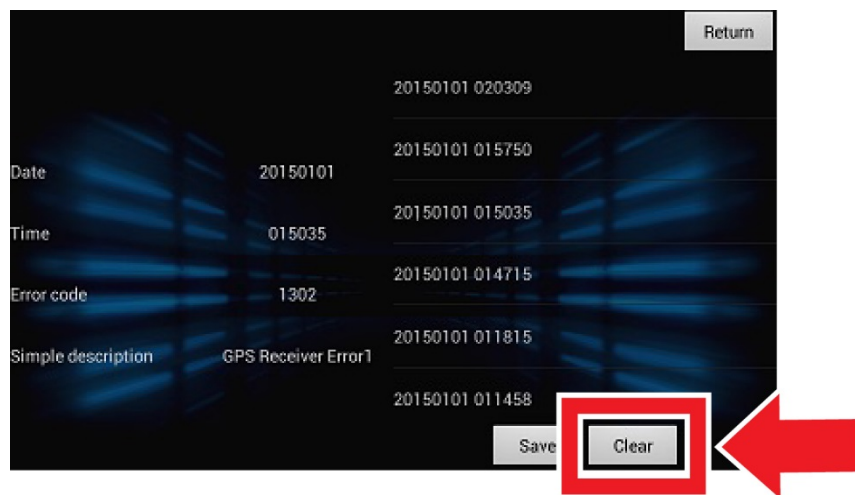 Return
20150101 020309
20150101 015750
Date 20150101
20150101 015035
Time 015035
20150101 014715
Error code 1302
20150101 011815
Simple description GPS Receiver Error1
20150101 011458
Save Clear